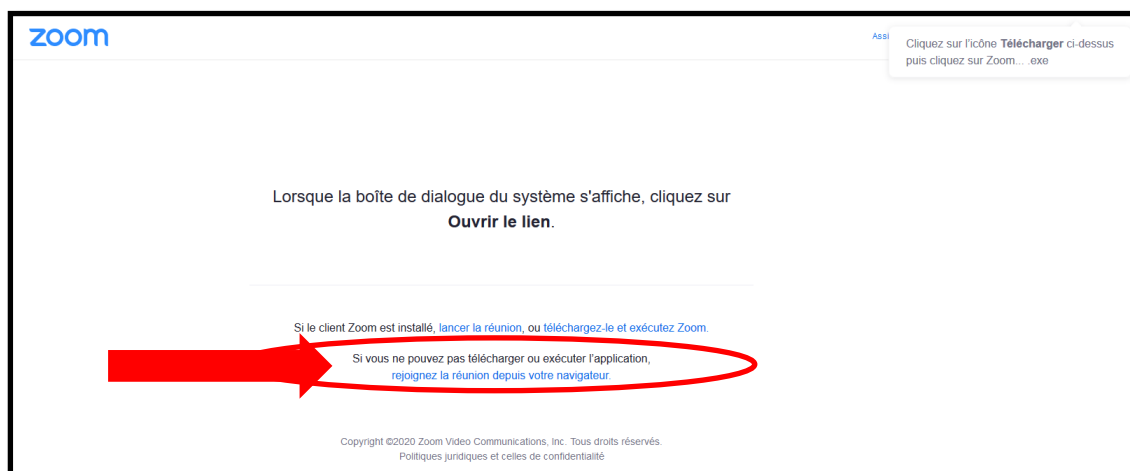 zoom
Assi
Cliquez sur l'icône Télécharger ci-dessus
puis cliquez sur Zoom... .exe
Lorsque la boîte de dialogue du système s'affiche, cliquez sur
Ouvrir le lien.
Si le client Zoom est installé, lancer la réunion, ou téléchargez-le et exécutez Zoom.
Si vous ne pouvez pas télécharger ou exécuter l'application,
rejoignez la réunion depuis votre navigateur.
Copyright ©2020 Zoom Video Communications, Inc. Tous droits réservés.
Politiques juridiques et celles de confidentialité